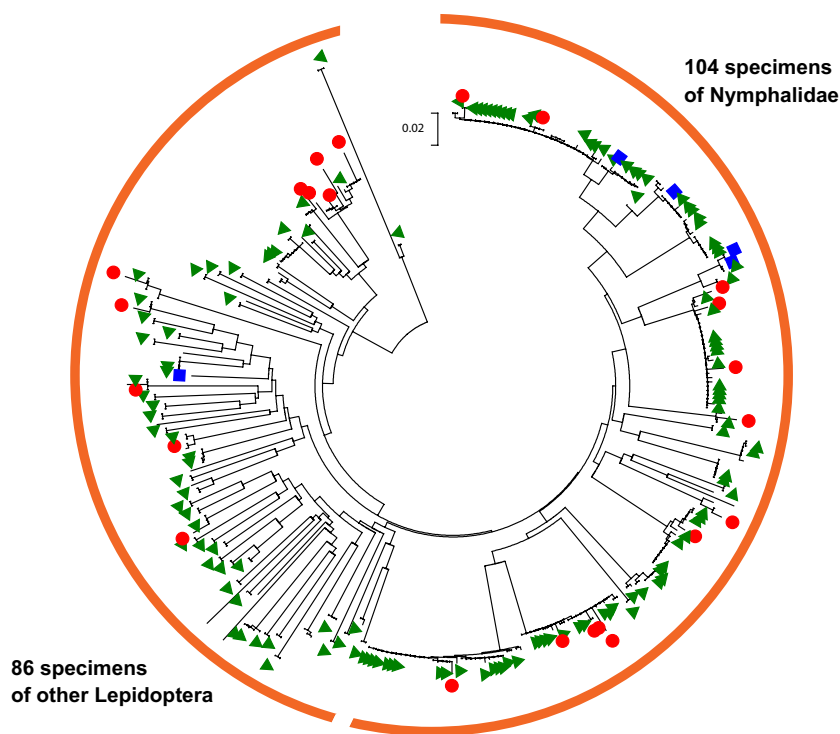 104 specimens
of Nymphalidae
0.02
86 specimens
of other Lepidoptera